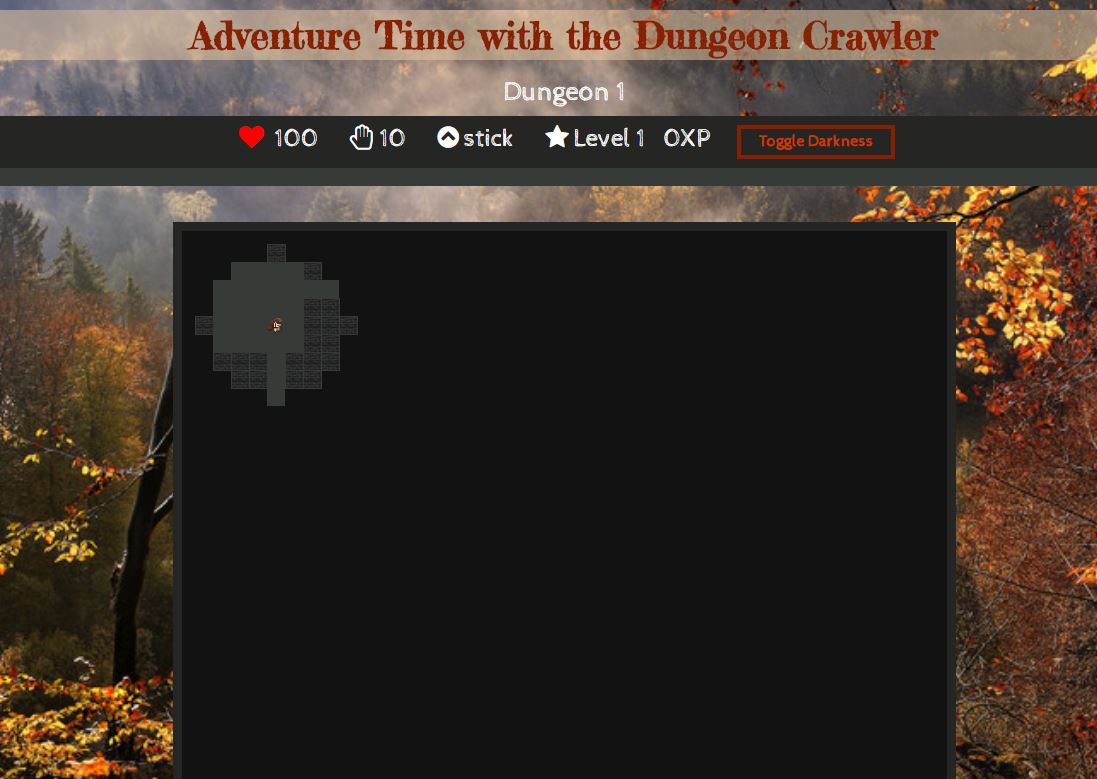 Adventure Time with the Dungeon Crawler
Dungeon 1
100 10 stick Level 1 0XP Toggle Darkness